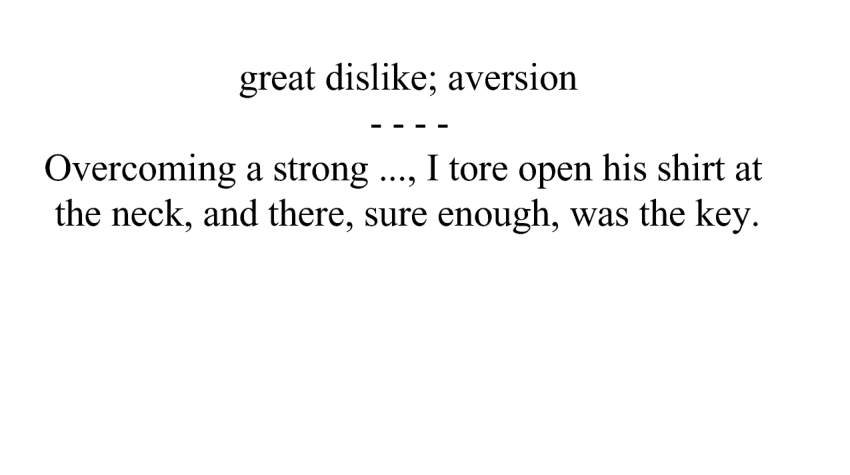 great dislike; aversion
- - - -
Overcoming a strong ..., I tore open his shirt at
the neck, and there, sure enough, was the key.